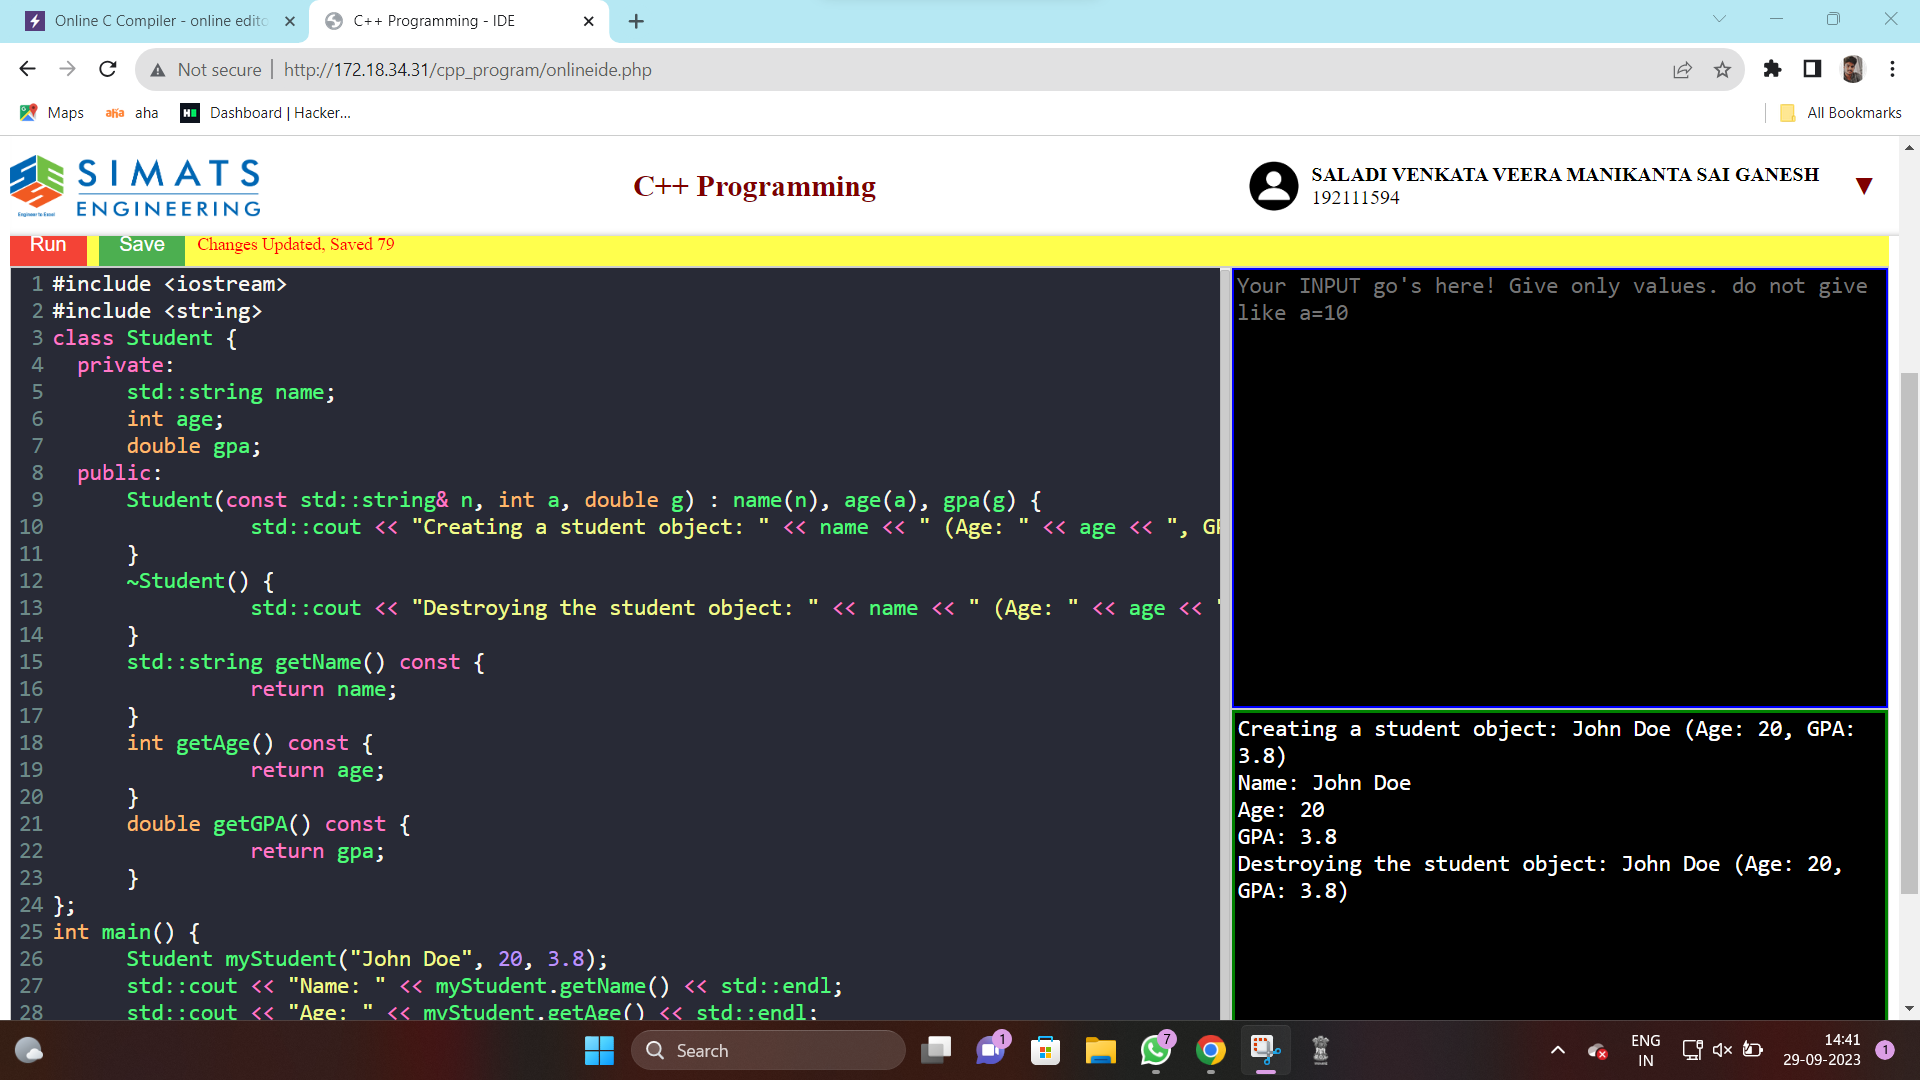 Online C Compiler - online edito
C++ Programming - IDE
Not secure | http://172.18.34.31/cpp_program/onlineide.php
Maps
aha aha
Dashboard | Hacker...
All Bookmarks
SIMATS
ENGINEERING
Engineer to Excel
C++ Programming
SALADI VENKATA VEERA MANIKANTA SAI GANESH
192111594
Run
Save
Changes Updated, Saved 79
1 #include <iostream>
2 #include <string>
3 class Student {
4   private:
5       std::string name;
6       int age;
7       double gpa;
8   public:
9       Student(const std::string& n, int a, double g) : name(n), age(a), gpa(g) {
10                std::cout << "Creating a student object: " << name << " (Age: " << age << ", GP
11      }
12      ~Student() {
13                std::cout << "Destroying the student object: " << name << " (Age: " << age << "
14      }
15      std::string getName() const {
16                return name;
17      }
18      int getAge() const {
19                return age;
20      }
21      double getGPA() const {
22                return gpa;
23      }
24 };
25 int main() {
26      Student myStudent("John Doe", 20, 3.8);
27      std::cout << "Name: " << myStudent.getName() << std::endl;
28      std::cout << "Age: " << myStudent.getAge() << std::endl;
Your INPUT go's here! Give only values. do not give
like a=10
Creating a student object: John Doe (Age: 20, GPA:
3.8)
Name: John Doe
Age: 20
GPA: 3.8
Destroying the student object: John Doe (Age: 20,
GPA: 3.8)
Search
1
7
ENG
IN
14:41
29-09-2023
1